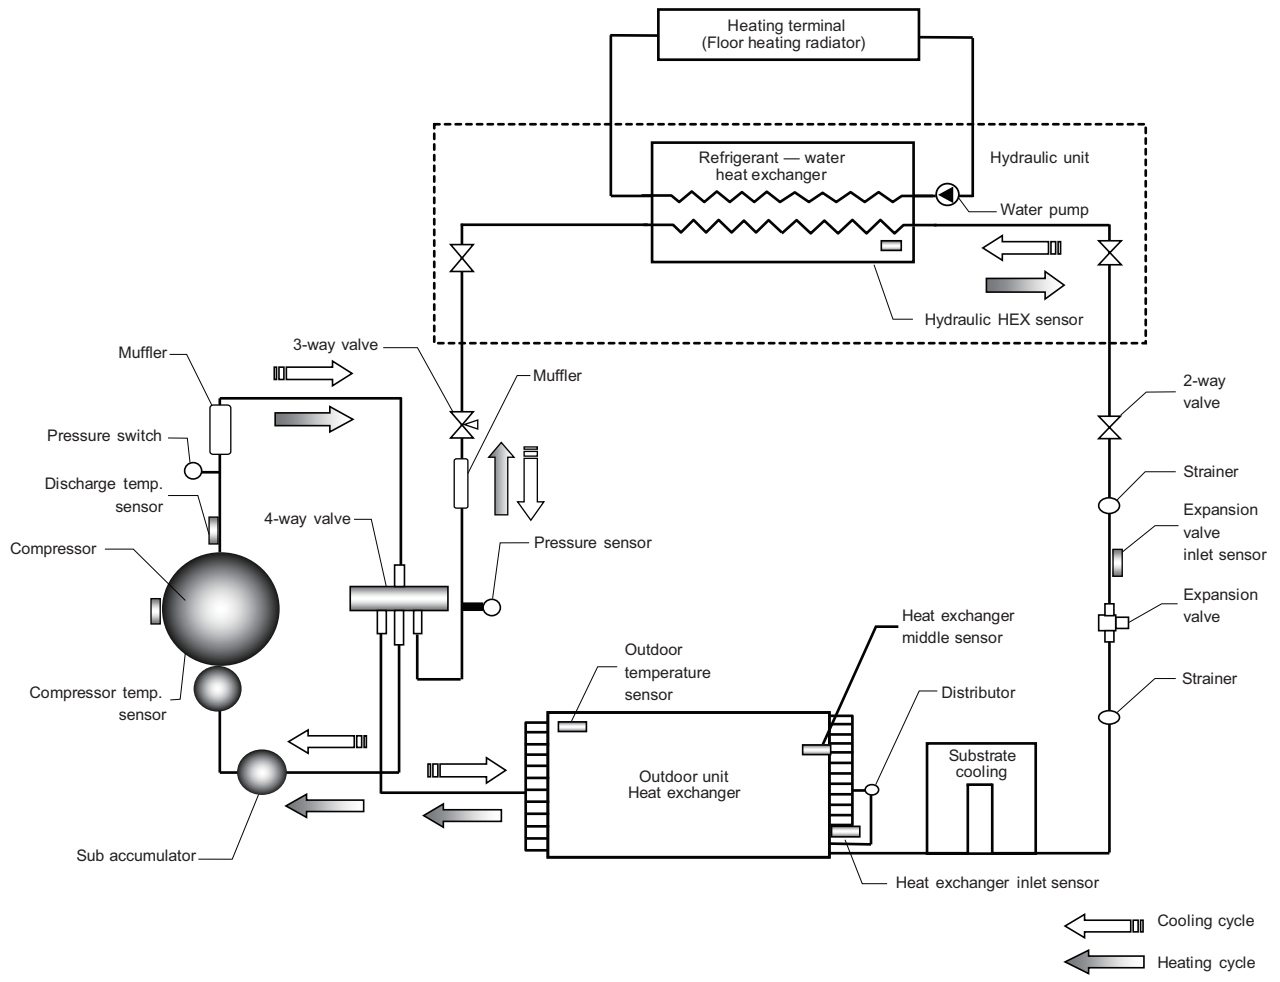 Heating terminal
(Floor heating radiator)
Refrigerant — water
heat exchanger
Hydraulic unit
Water pump
Hydraulic HEX sensor
3-way valve
Muffler
Muffler
2-way
valve
Pressure switch
Discharge temp.
sensor
Strainer
4-way valve
Expansion
valve
inlet sensor
Compressor
Pressure sensor
Expansion
valve
Heat exchanger
middle sensor
Outdoor
temperature
sensor
Compressor temp.
sensor
Distributor
Strainer
Outdoor unit
Heat exchanger
Substrate
cooling
Sub accumulator
Heat exchanger inlet sensor
Cooling cycle
Heating cycle